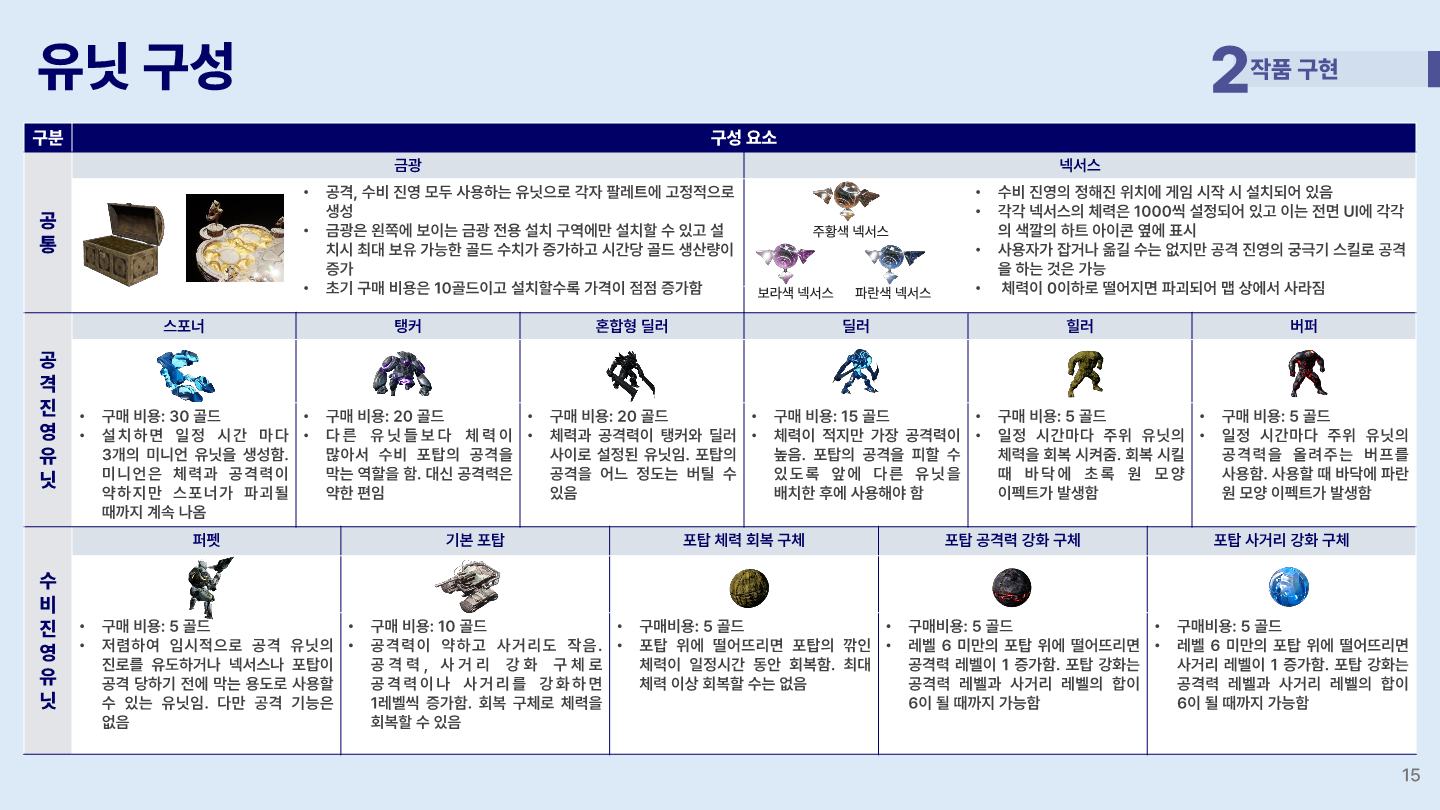 유닛 구성
2 작품 구현
구분
구성 요소
공통
금광
• 공격, 수비 진영 모두 사용하는 유닛으로 각자 팔레트에 고정적으로
생성
• 금광은 왼쪽에 보이는 금광 전용 설치 구역에만 설치할 수 있고 설
치시 최대 보유 가능한 골드 수치가 증가하고 시간당 골드 생산량이
증가
• 초기 구매 비용은 10골드이고 설치할수록 가격이 점점 증가함
넥서스
주황색 넥서스
보라색 넥서스
파란색 넥서스
• 수비 진영의 정해진 위치에 게임 시작 시 설치되어 있음
• 각각 넥서스의 체력은 1000씩 설정되어 있고 이는 전면 UI에 각각
의 색깔의 하트 아이콘 옆에 표시
• 사용자가 잡거나 옮길 수는 없지만 공격 진영의 궁극기 스킬로 공격
을 하는 것은 가능
• 체력이 0이하로 떨어지면 파괴되어 맵 상에서 사라짐
공격진영유닛
스포너
• 구매 비용: 30 골드
• 설치하면 일정 시간 마다
3개의 미니언 유닛을 생성함.
미니언은 체력과 공격력이
약하지만 스포너가 파괴될
때까지 계속 나옴
탱커
• 구매 비용: 20 골드
• 다른 유닛들보다 체력이
많아서 수비 포탑의 공격을
막는 역할을 함. 대신 공격력은
약한 편임
혼합형 딜러
• 구매 비용: 20 골드
• 체력과 공격력이 탱커와 딜러
사이로 설정된 유닛임. 포탑의
공격을 어느 정도는 버틸 수
있음
딜러
• 구매 비용: 15 골드
• 체력이 적지만 가장 공격력이
높음. 포탑의 공격을 피할 수
있도록 앞에 다른 유닛을
배치한 후에 사용해야 함
힐러
• 구매 비용: 5 골드
• 일정 시간마다 주위 유닛의
체력을 회복 시켜줌. 회복 시킬
때 바닥에 초록 원 모양
이펙트가 발생함
버퍼
• 구매 비용: 5 골드
• 일정 시간마다 주위 유닛의
공격력을 올려주는 버프를
사용함. 사용할 때 바닥에 파란
원 모양 이펙트가 발생함
수비진영유닛
퍼펫
• 구매 비용: 5 골드
• 저렴하여 임시적으로 공격 유닛의
진로를 유도하거나 넥서스나 포탑이
공격 당하기 전에 막는 용도로 사용할
수 있는 유닛임. 다만 공격 기능은
없음
기본 포탑
• 구매 비용: 10 골드
• 공격력이 약하고 사거리도 작음.
공격력, 사거리 강화 구체로
공격력이나 사거리를 강화하면
1레벨씩 증가함. 회복 구체로 체력을
회복할 수 있음
포탑 체력 회복 구체
• 구매비용: 5 골드
• 포탑 위에 떨어뜨리면 포탑의 깎인
체력이 일정시간 동안 회복함. 최대
체력 이상 회복할 수는 없음
포탑 공격력 강화 구체
• 구매비용: 5 골드
• 레벨 6 미만의 포탑 위에 떨어뜨리면
공격력 레벨이 1 증가함. 포탑 강화는
공격력 레벨과 사거리 레벨의 합이
6이 될 때까지 가능함
포탑 사거리 강화 구체
• 구매비용: 5 골드
• 레벨 6 미만의 포탑 위에 떨어뜨리면
사거리 레벨이 1 증가함. 포탑 강화는
공격력 레벨과 사거리 레벨의 합이
6이 될 때까지 가능함
15